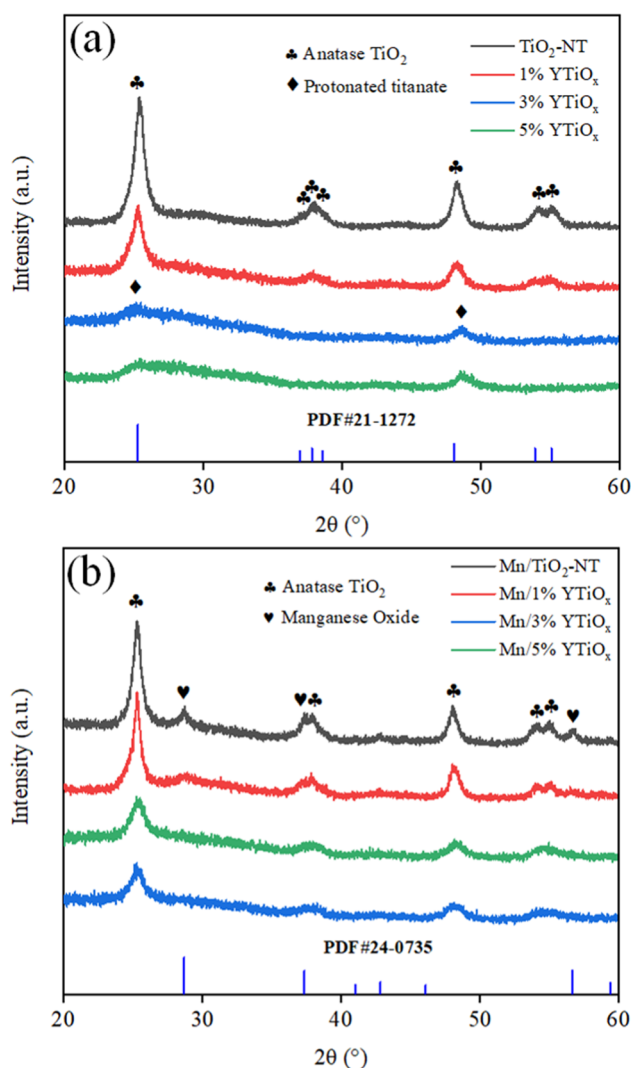 (a)
♣ Anatase TiO₂
♦ Protonated titanate
TiO₂-NT
1% YTiOₓ
3% YTiOₓ
5% YTiOₓ
Intensity (a.u.)
PDF#21-1272
20 30 40 50 60
2θ (°)
(b)
♣ Anatase TiO₂
♥ Manganese Oxide
Mn/TiO₂-NT
Mn/1% YTiOₓ
Mn/3% YTiOₓ
Mn/5% YTiOₓ
Intensity (a.u.)
PDF#24-0735
20 30 40 50 60
2θ (°)